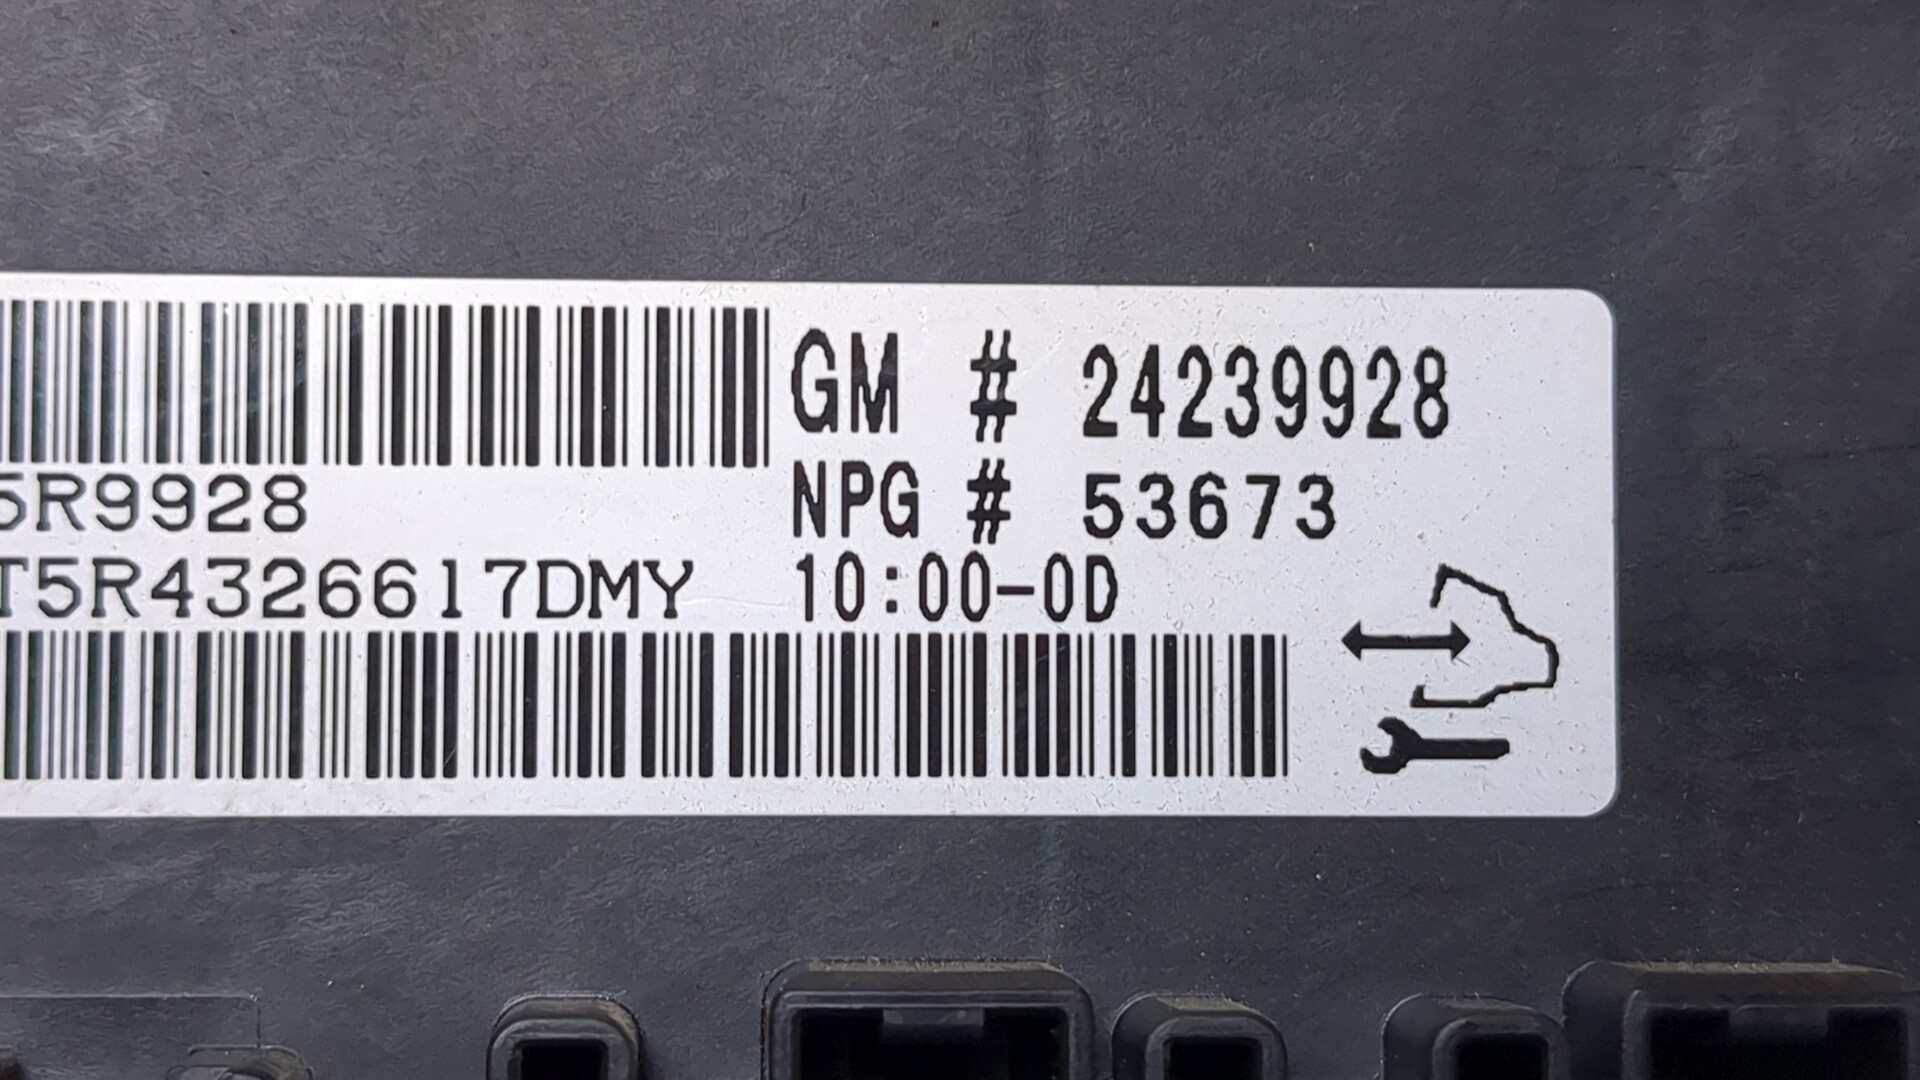 GM # 24239928
5R9928 NPG # 53673
T5R4326617DMY 10:00-0D